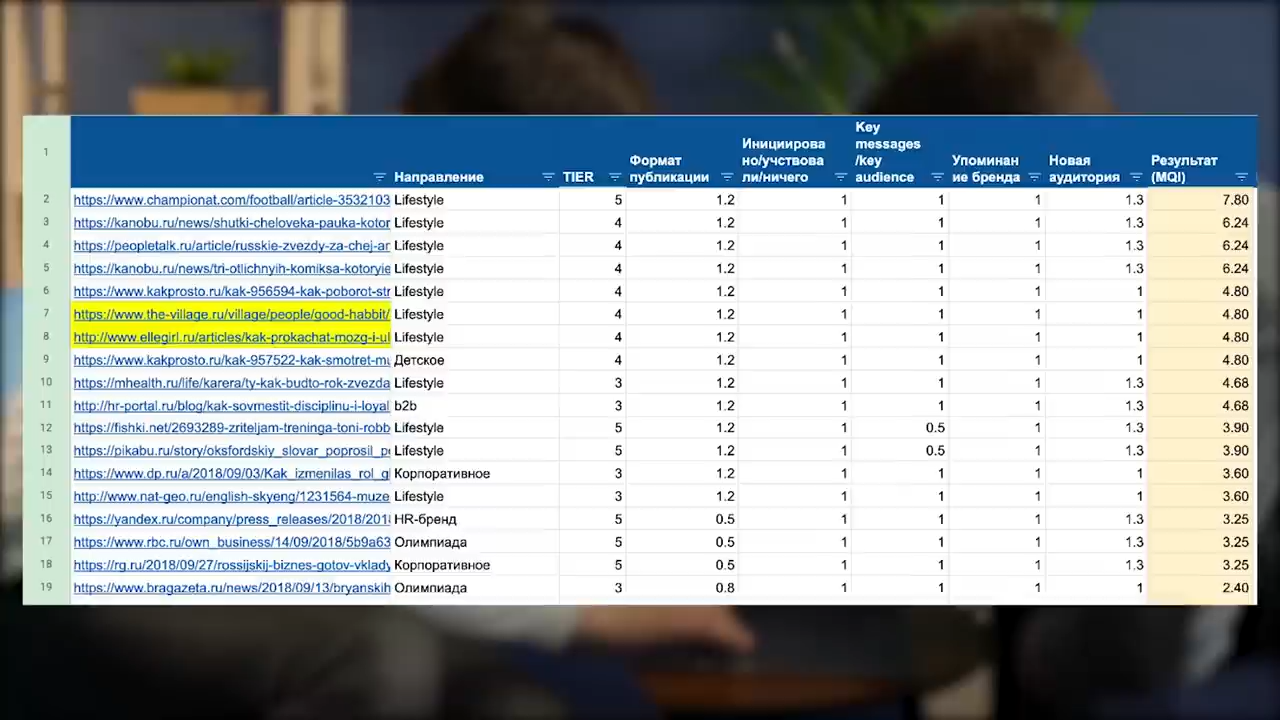 1 Направление TIER Формат публикации Инициирова но/учствова ли/ничего Key messages /key audience Упоминан ие бренда Новая аудитория Результат (MQI)
2 https://www.championat.com/football/article-3532103 Lifestyle 5 1.2 1 1 1 1.3 7.80
3 https://kanobu.ru/news/shutki-cheloveka-pauka-kotor Lifestyle 4 1.2 1 1 1 1.3 6.24
4 https://peopletalk.ru/article/russkie-zvezdy-za-chej-ar Lifestyle 4 1.2 1 1 1 1.3 6.24
5 https://kanobu.ru/news/tri-otlichnyih-komiksa-kotoryie Lifestyle 4 1.2 1 1 1 1.3 6.24
6 https://www.kakprosto.ru/kak-956594-kak-poborot-str Lifestyle 4 1.2 1 1 1 1 4.80
7 https://www.the-village.ru/village/people/good-habbit/ Lifestyle 4 1.2 1 1 1 1 4.80
8 http://www.ellegirl.ru/articles/kak-prokachat-mozg-i-ul Lifestyle 4 1.2 1 1 1 1 4.80
9 https://www.kakprosto.ru/kak-957522-kak-smotret-mu Детское 4 1.2 1 1 1 1 4.80
10 https://mhealth.ru/life/karera/ty-kak-budto-rok-zvezda Lifestyle 3 1.2 1 1 1 1.3 4.68
11 http://hr-portal.ru/blog/kak-sovmestit-disciplinu-i-loyal b2b 3 1.2 1 1 1 1.3 4.68
12 https://fishki.net/2693289-zriteljam-treninga-toni-robb Lifestyle 5 1.2 1 0.5 1 1.3 3.90
13 https://pikabu.ru/story/oksfordskiy_slovar_poprosil_po Lifestyle 5 1.2 1 0.5 1 1.3 3.90
14 https://www.dp.ru/a/2018/09/03/Kak_izmenilas_rol_gl Корпоративное 3 1.2 1 1 1 1 3.60
15 http://www.nat-geo.ru/english-skyeng/1231564-muze Lifestyle 3 1.2 1 1 1 1 3.60
16 https://yandex.ru/company/press_releases/2018/201 HR-бренд 5 0.5 1 1 1 1.3 3.25
17 https://www.rbc.ru/own_business/14/09/2018/5b9a63 Олимпиада 5 0.5 1 1 1 1.3 3.25
18 https://rg.ru/2018/09/27/rossijskij-biznes-gotov-vklady Корпоративное 5 0.5 1 1 1 1.3 3.25
19 https://www.bragazeta.ru/news/2018/09/13/bryanskih Олимпиада 3 0.8 1 1 1 1 2.40